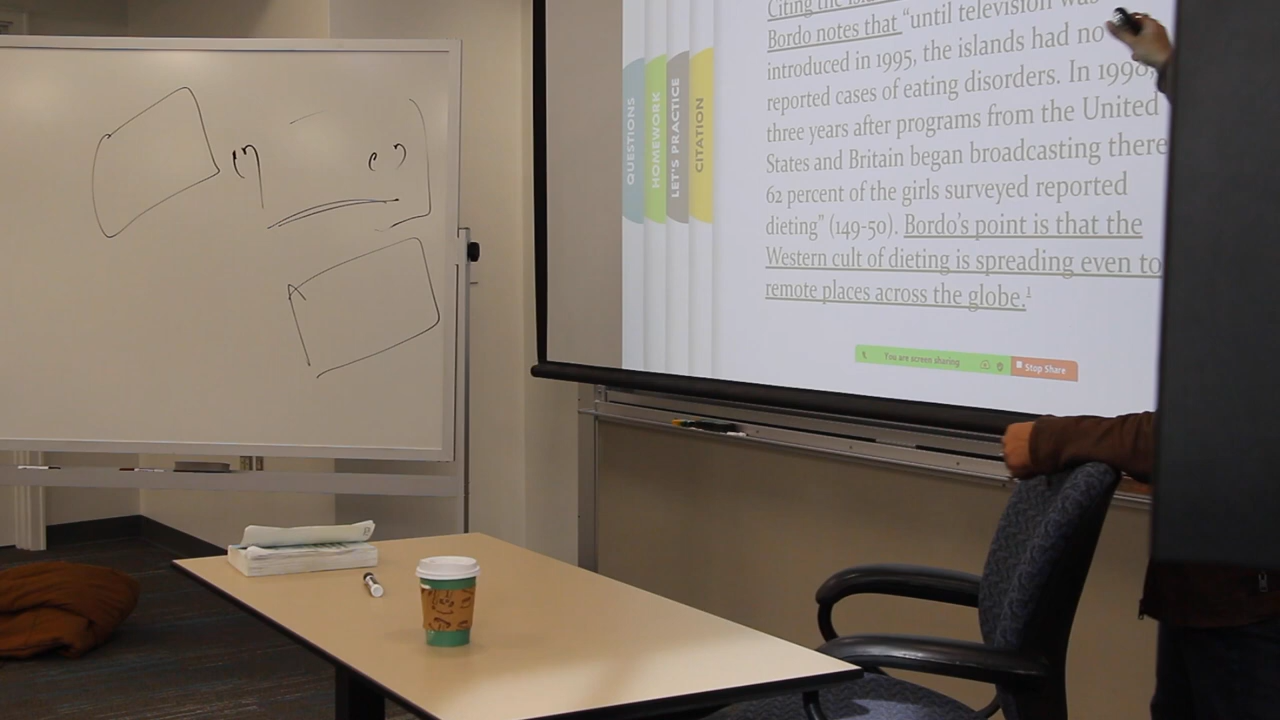 Citing the
Bordo notes that “until television was
introduced in 1995, the islands had no
reported cases of eating disorders. In 1998,
three years after programs from the United
States and Britain began broadcasting there
62 percent of the girls surveyed reported
dieting” (149-50). Bordo’s point is that the
Western cult of dieting is spreading even to
remote places across the globe.¹
QUESTIONS
HOMEWORK
LET'S PRACTICE
CITATION
You are screen sharing
Stop Share